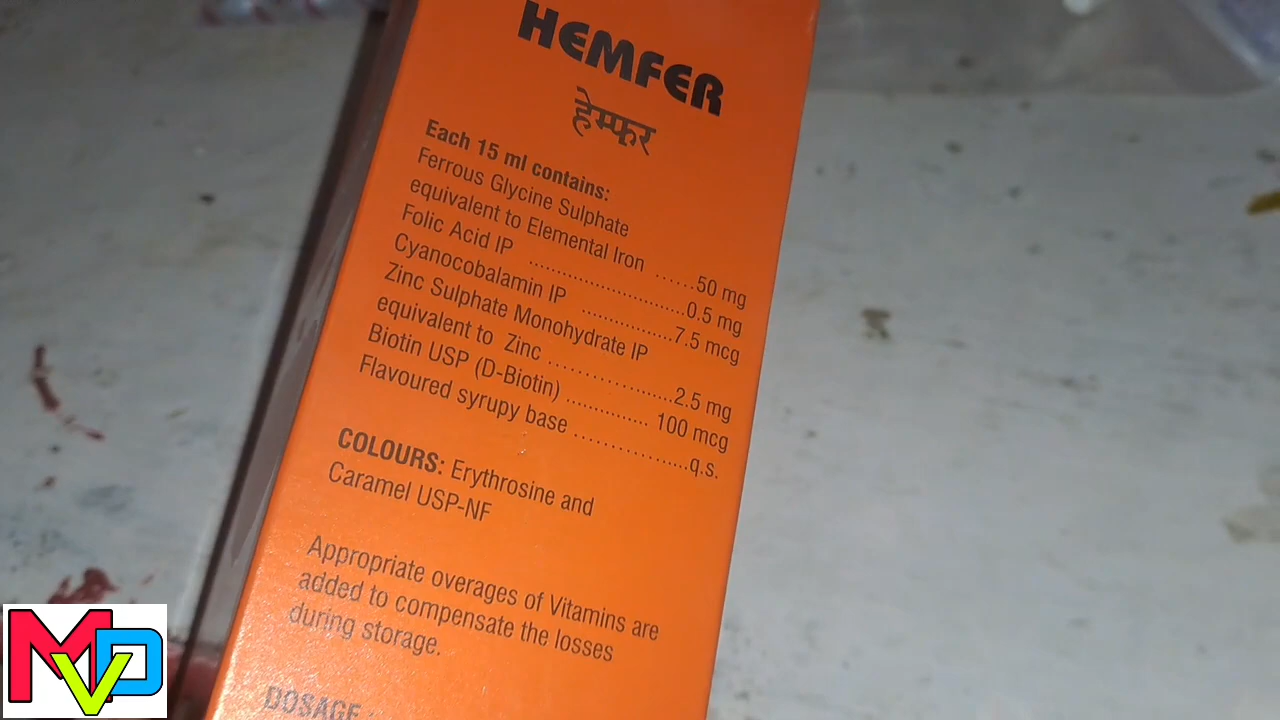 HEMFER
हेम्फर
Each 15 ml contains:
Ferrous Glycine Sulphate
equivalent to Elemental Iron ......50 mg
Folic Acid IP ..............................0.5 mg
Cyanocobalamin IP .................7.5 mcg
Zinc Sulphate Monohydrate IP
equivalent to Zinc .......................2.5 mg
Biotin USP (D-Biotin) ............... 100 mcg
Flavoured syrupy base ....................q.s.
COLOURS: Erythrosine and
Caramel USP-NF
Appropriate overages of Vitamins are
added to compensate the losses
during storage.
DOSAGE :
MVD